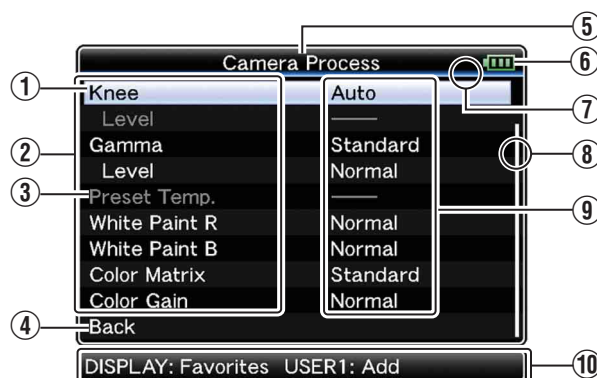 ⑤
Camera Process ⑥
① Knee Auto ⑦
Level ——
② Gamma Standard ⑧
Level Normal
③ Preset Temp. —— ⑨
White Paint R Normal
White Paint B Normal
Color Matrix Standard
Color Gain Normal
④ Back
DISPLAY: Favorites USER1: Add ⑩